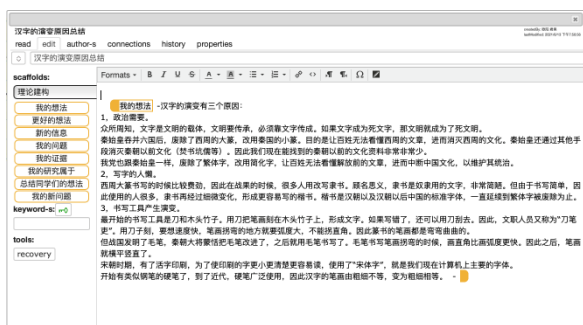 汉字的演变原因总结
read edit author-s connections history properties
汉字的演变原因总结
scaffolds:
理论建构
我的想法
更好的想法
新的信息
我的问题
我的证据
我的研究属于
总结同学们的想法
我的新问题
keyword-s:
tools:
recovery
Formats
我的想法 -汉字的演变有三个原因：
1，政治需要。
众所周知，文字是文明的载体，文明要传承，必须靠文字传成。如果文字成为死文字，那文明就成为了死文明。
秦始皇吞并六国后，废除了西周的大篆，改用秦国的小篆。目的是让百姓无法看懂西周的文章，进而消灭西周的文化。秦始皇还通过其他手
段消灭秦朝以前文化（焚书坑儒等）。因此我们现在能找到的秦朝以前的文化资料非常非常少。
我党也跟秦始皇一样，废除了繁体字，改用简化字，让百姓无法看懂解放前的文章，进而中断中国文化，以维护其统治。
2，写字的人懒。
西周大篆书写的时候比较费劲，因此在战乘的时候，很多人用改写隶书。顾名思义，隶书是奴隶用的文字，非常简陋。但由于书写简单，因
此使用的人很多，隶书再经过细微变化，形成更容易写的楷书。楷书是汉朝以及汉朝以后中国的标准字体，一直延续到繁体字被废除为止。
3，书写工具产生演变。
最开始的书写工具是刀和木头竹子。用刀把笔画刻在木头竹子上，形成文字。如果写错了，还可以用刀刮去。因此，文职人员又称为“刀笔
吏”。用刀子刻，要想速度快，笔画拐弯的地方就要弧度大，不能拐直角。因此篆书的笔画都是弯弯曲曲的。
但战国发明了毛笔，秦朝大将蒙恬把毛笔改进了，之后就用毛笔书写了。毛笔书写笔画拐弯的时候，画直角比画弧度更快。因之后，笔画
就横平竖直了。
宋朝时期，有了活字印刷，为了使印刷的字更小更清楚更容易读，使用了“宋体字”，就是我们现在计算机上主要的字体。
开始有类似钢笔的硬笔了，到了近代，硬笔广泛使用，因此汉字的笔画由粗细不等，变为粗细相等。 -